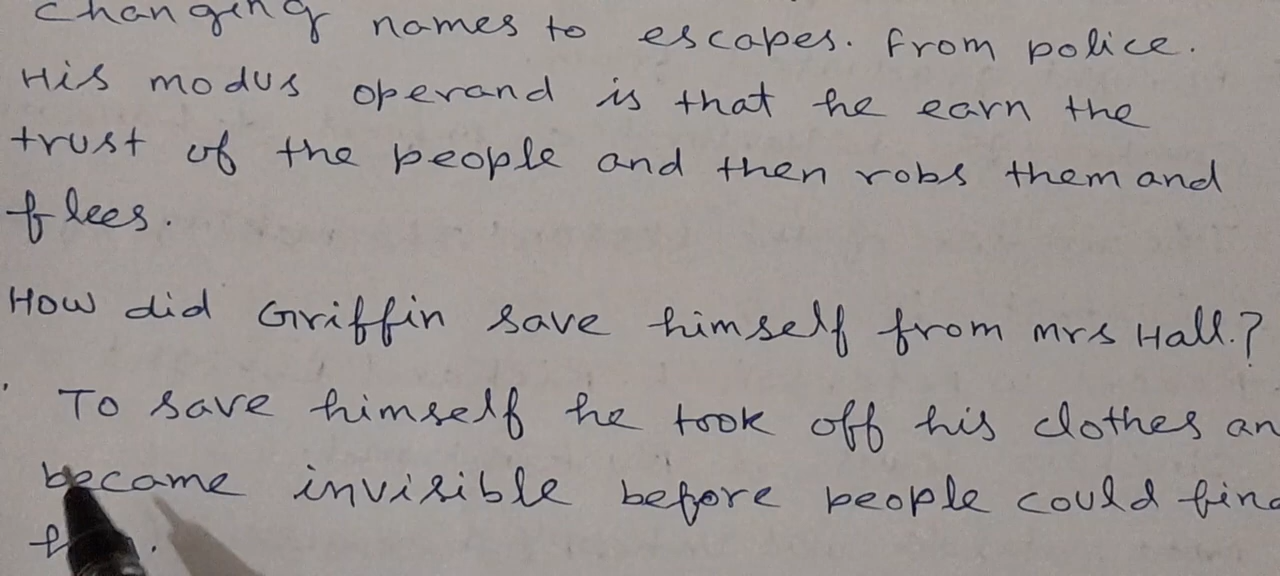 changing names to escapes. from police.
His modus operand is that he earn the
trust of the people and then robs them and
flees.
How did Griffin save himself from mrs Hall.?
To save himself he took off his clothes an
became invisible before people could find